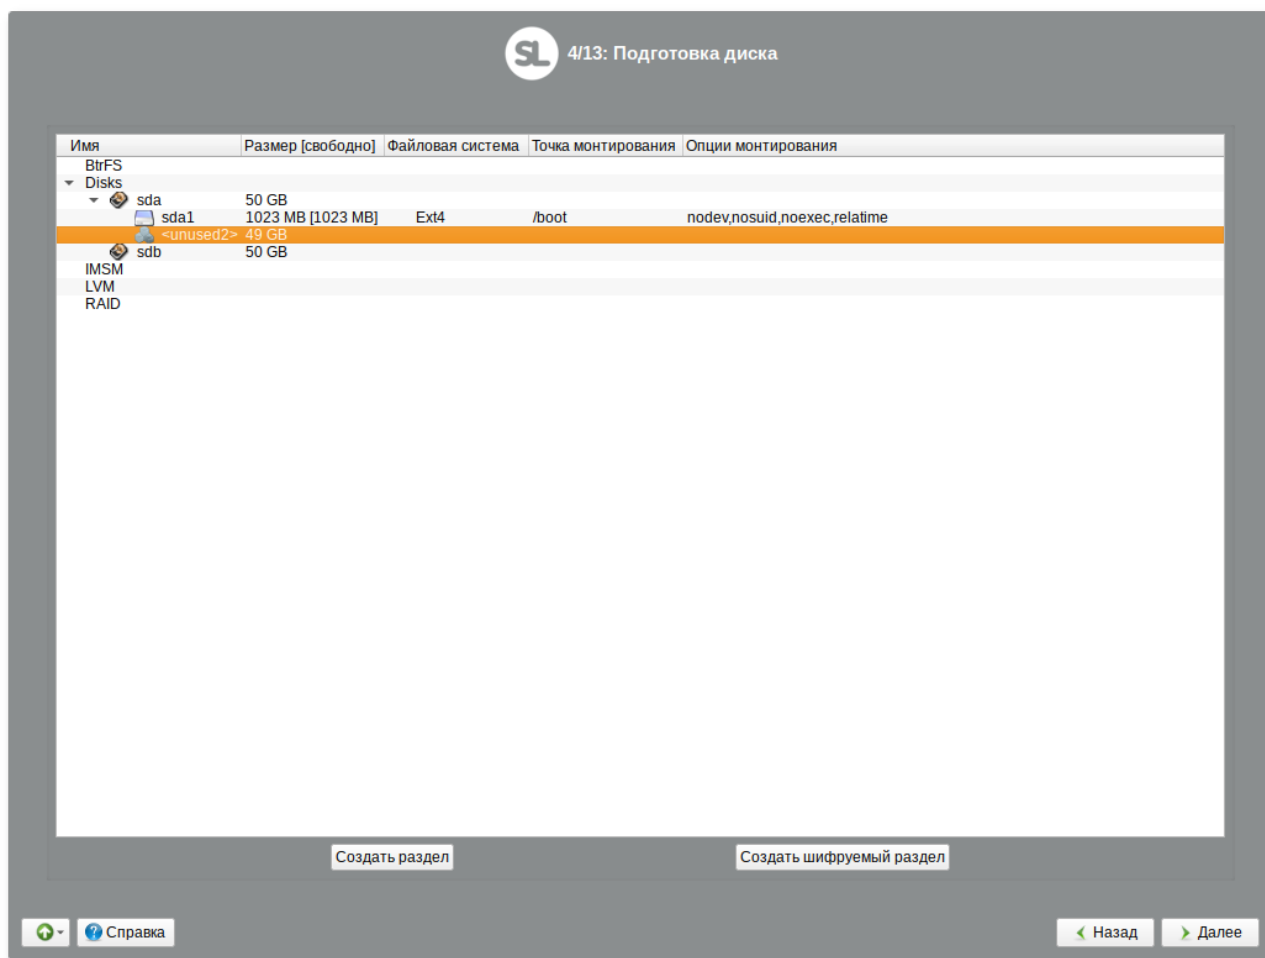 SL 4/13: Подготовка диска
Имя Размер [свободно] Файловая система Точка монтирования Опции монтирования
BtrFS
Disks
sda 50 GB
sda1 1023 MB [1023 MB] Ext4 /boot nodev,nosuid,noexec,relatime
<unused2> 49 GB
sdb 50 GB
IMSM
LVM
RAID
Создать раздел Создать шифруемый раздел
Справка Назад Далее